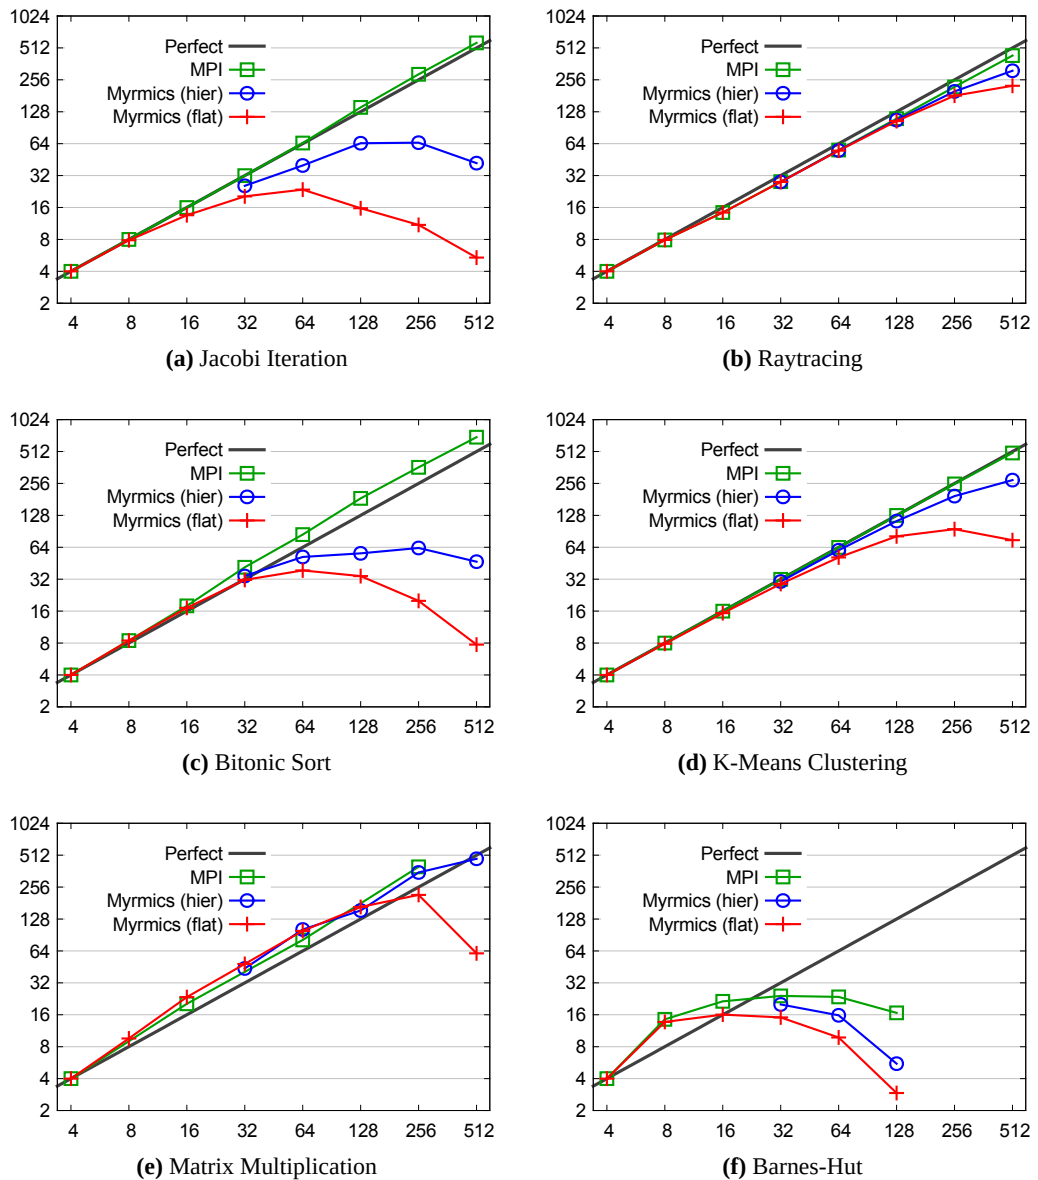 1024
512
256
128
64
32
16
8
4
2
Perfect
MPI
Myrmics (hier)
Myrmics (flat)
4 8 16 32 64 128 256 512
(a) Jacobi Iteration
1024
512
256
128
64
32
16
8
4
2
Perfect
MPI
Myrmics (hier)
Myrmics (flat)
4 8 16 32 64 128 256 512
(b) Raytracing
1024
512
256
128
64
32
16
8
4
2
Perfect
MPI
Myrmics (hier)
Myrmics (flat)
4 8 16 32 64 128 256 512
(c) Bitonic Sort
1024
512
256
128
64
32
16
8
4
2
Perfect
MPI
Myrmics (hier)
Myrmics (flat)
4 8 16 32 64 128 256 512
(d) K-Means Clustering
1024
512
256
128
64
32
16
8
4
2
Perfect
MPI
Myrmics (hier)
Myrmics (flat)
4 8 16 32 64 128 256 512
(e) Matrix Multiplication
1024
512
256
128
64
32
16
8
4
2
Perfect
MPI
Myrmics (hier)
Myrmics (flat)
4 8 16 32 64 128 256 512
(f) Barnes-Hut